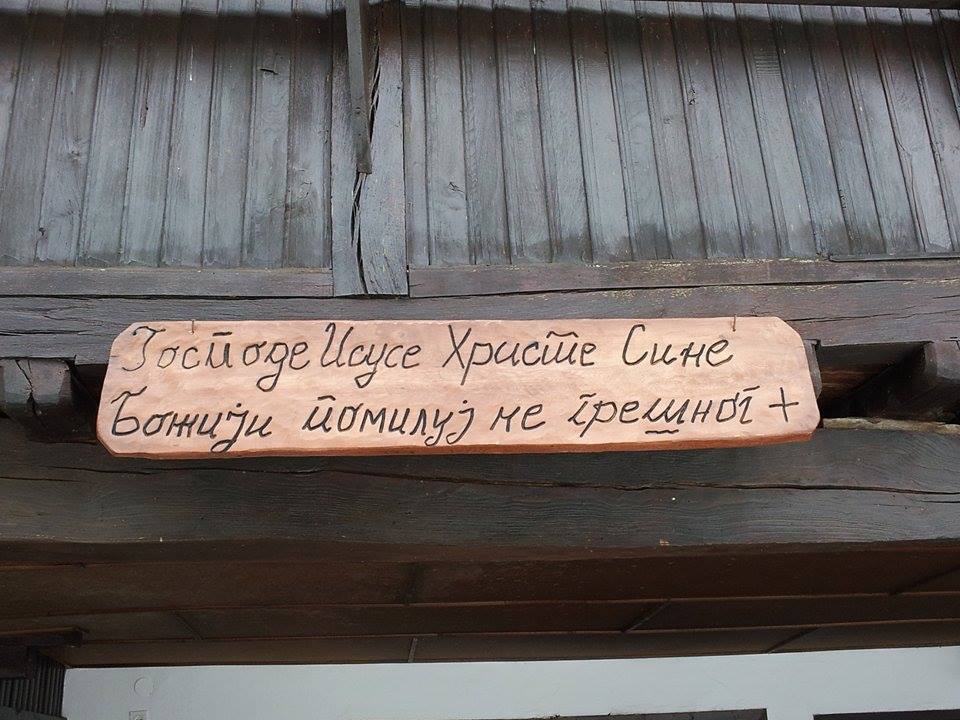 Господе Исусе Христе Сине
Божији помилуј ме грешног +